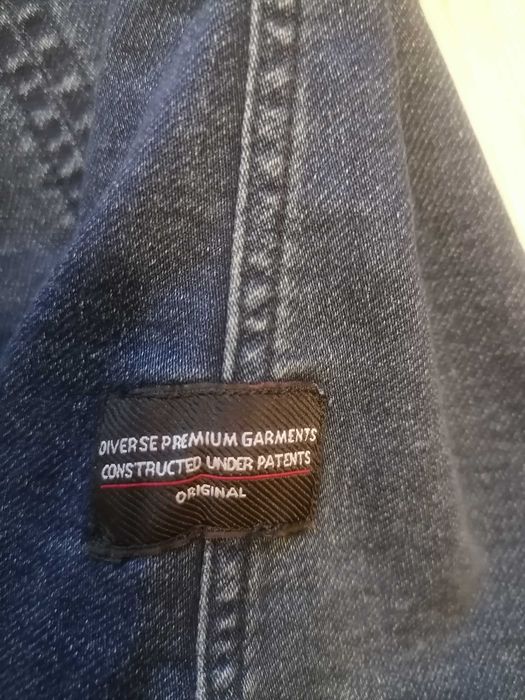 DIVERSE PREMIUM GARMENTS
CONSTRUCTED UNDER PATENTS
ORIGINAL